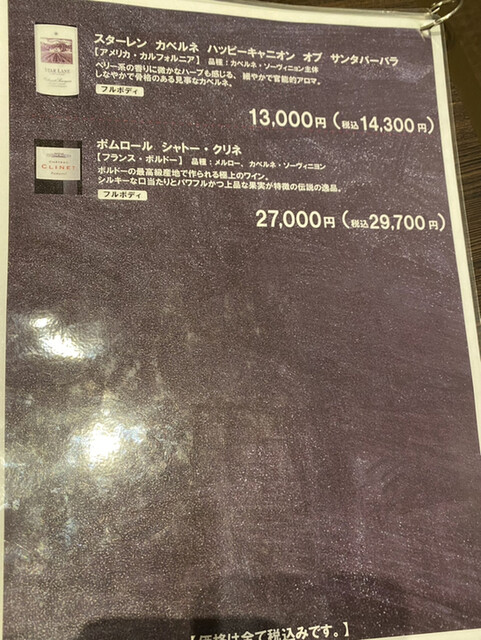 スターレン カベルネ ハッピーキャニオン オブ サンタバーバラ
【アメリカ・カルフォルニア】 品種：カベルネ・ソーヴィニョン主体
ベリー系の香りに微かなハーブも感じる、細やかで官能的アロマ。
しなやかで骨格のある見事なカベルネ。
フルボディ
13,000円（税込14,300円）
STAR LANE
ポムロール シャトー・クリネ
【フランス・ボルドー】 品種：メルロー、カベルネ・ソーヴィニヨン
ボルドーの最高級産地で作られる極上のワイン。
シルキーな口当たりとパワフルかつ上品な果実が特徴の伝説の逸品。
フルボディ
27,000円（税込29,700円）
CLINET
【価格は全て税込みです。】